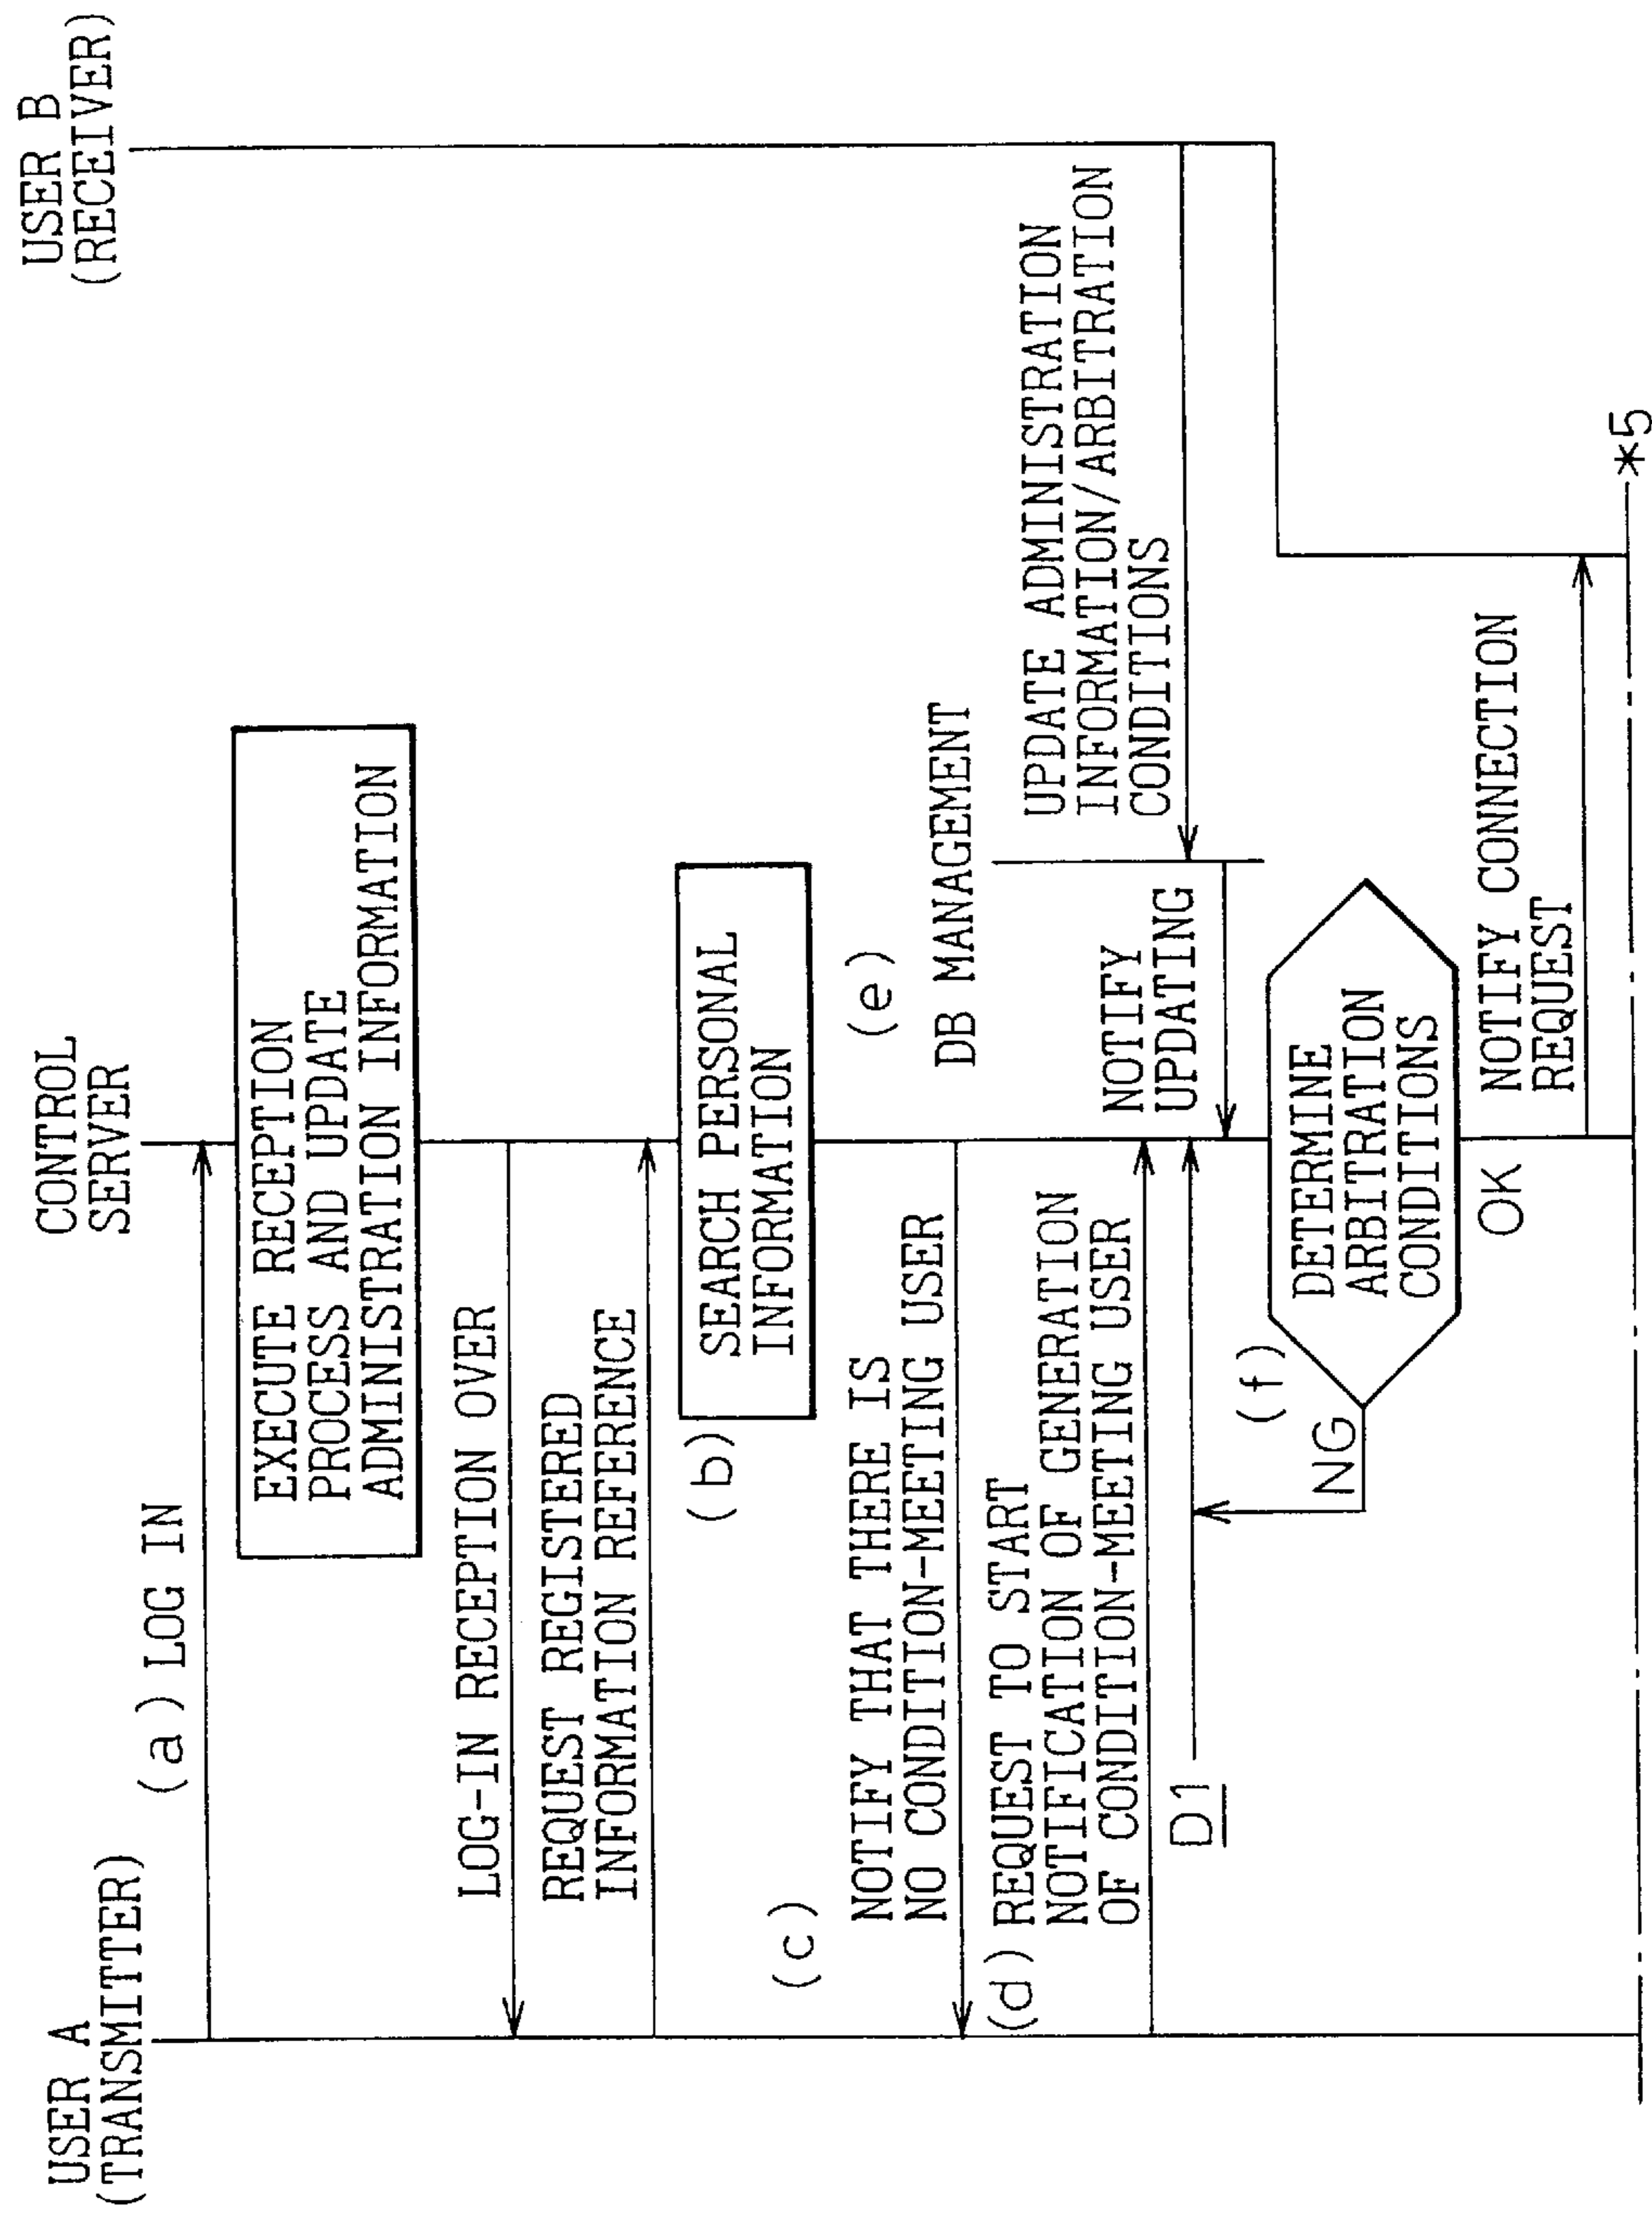 USER A
(TRANSMITTER)
CONTROL
SERVER
USER B
(RECEIVER)
(a) LOG IN
EXECUTE RECEPTION
PROCESS AND UPDATE
ADMINISTRATION INFORMATION
LOG-IN RECEPTION OVER
REQUEST REGISTERED
INFORMATION REFERENCE
(b)
SEARCH PERSONAL
INFORMATION
(c)
NOTIFY THAT THERE IS
NO CONDITION-MEETING USER
(e)
DB MANAGEMENT
(d) REQUEST TO START
NOTIFICATION OF GENERATION
OF CONDITION-MEETING USER
UPDATE ADMINISTRATION
INFORMATION/ARBITRATION
CONDITIONS
NOTIFY
UPDATING
D1
(f)
DETERMINE
ARBITRATION
CONDITIONS
NG
OK
NOTIFY CONNECTION
REQUEST
*5